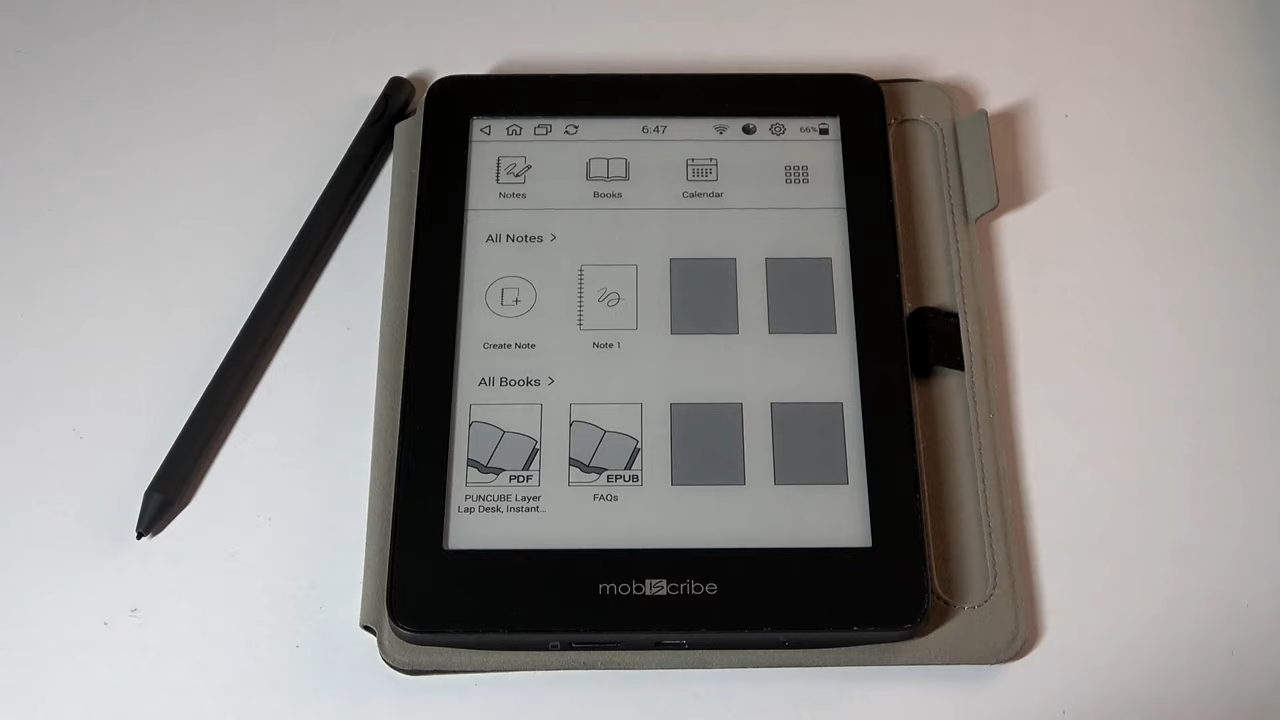 6:47
66%
Notes
Books
Calendar
All Notes >
Create Note
Note 1
All Books >
PDF
EPUB
PUNCUBE Layer
Lap Desk, Instant...
FAQs
mobiscribe